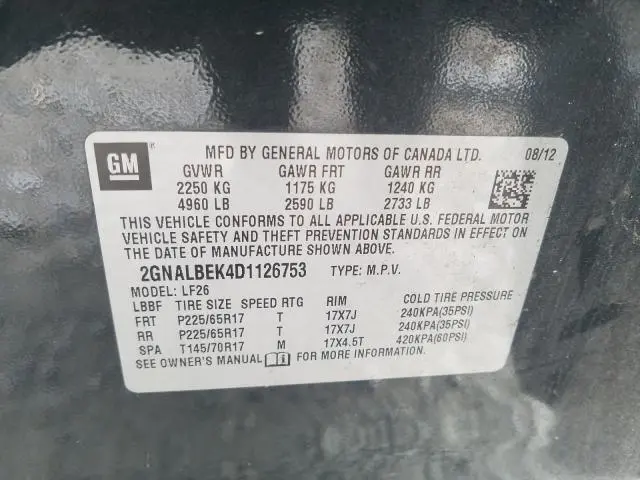 GM
MFD BY GENERAL MOTORS OF CANADA LTD. 08/12
GVWR GAWR FRT GAWR RR
2250 KG 1175 KG 1240 KG
4960 LB 2590 LB 2733 LB
THIS VEHICLE CONFORMS TO ALL APPLICABLE U.S. FEDERAL MOTOR
VEHICLE SAFETY AND THEFT PREVENTION STANDARDS IN EFFECT ON
THE DATE OF MANUFACTURE SHOWN ABOVE.
2GNALBEK4D1126753 TYPE: M.P.V.
MODEL: LF26
LBBF TIRE SIZE SPEED RTG RIM COLD TIRE PRESSURE
FRT P225/65R17 T 17X7J 240KPA(35PSI)
RR P225/65R17 T 17X7J 240KPA(35PSI)
SPA T145/70R17 M 17X4.5T 420KPA(60PSI)
SEE OWNER'S MANUAL i FOR MORE INFORMATION.